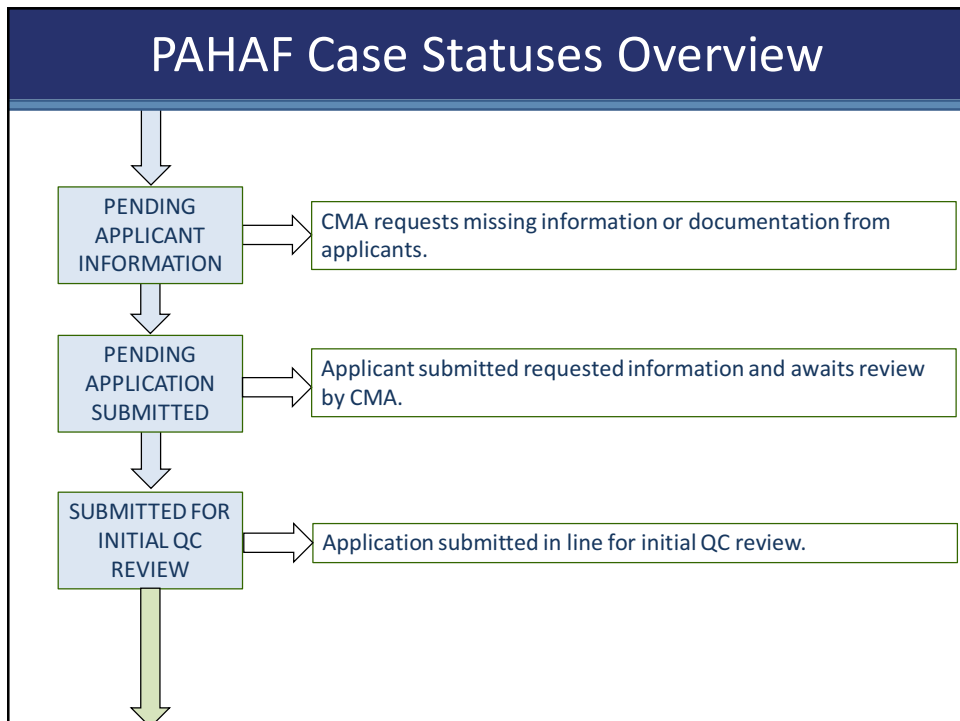 PAHAF Case Statuses Overview
PENDING
APPLICANT
INFORMATION
CMA requests missing information or documentation from
applicants.
PENDING
APPLICATION
SUBMITTED
Applicant submitted requested information and awaits review
by CMA.
SUBMITTED FOR
INITIAL QC
REVIEW
Application submitted in line for initial QC review.